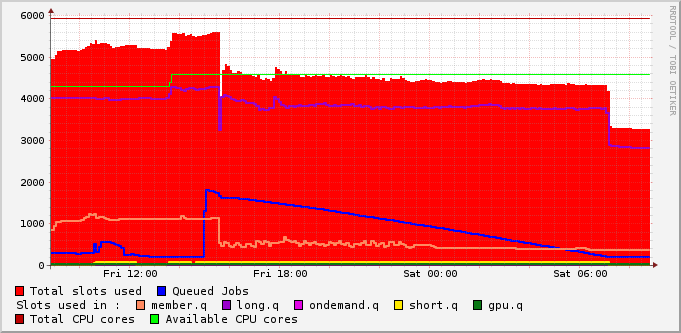 6000
5000
4000
3000
2000
1000
0
Fri 12:00 Fri 18:00 Sat 00:00 Sat 06:00
Total slots used Queued Jobs
Slots used in : member.q long.q ondemand.q short.q gpu.q
Total CPU cores Available CPU cores
RRDTOOL / TOBI OETIKER